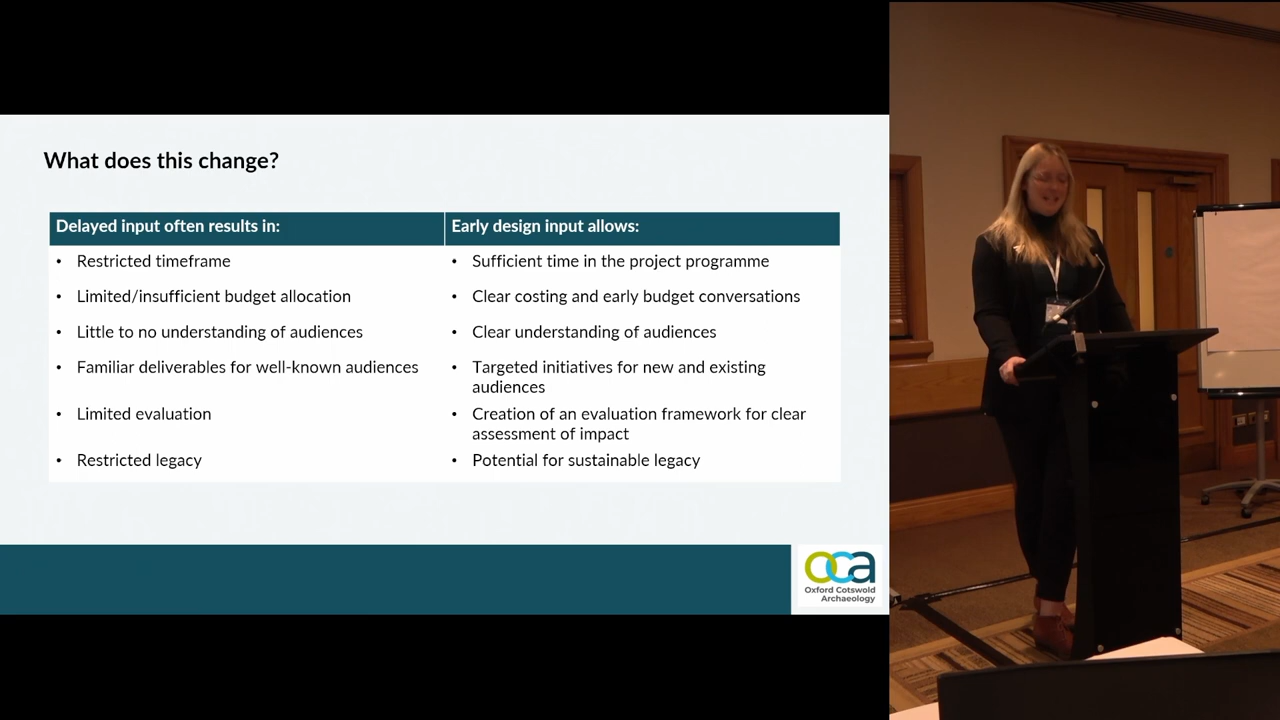 What does this change?
Delayed input often results in:
Early design input allows:
• Restricted timeframe
• Sufficient time in the project programme
• Limited/insufficient budget allocation
• Clear costing and early budget conversations
• Little to no understanding of audiences
• Clear understanding of audiences
• Familiar deliverables for well-known audiences
• Targeted initiatives for new and existing
audiences
• Limited evaluation
• Creation of an evaluation framework for clear
assessment of impact
• Restricted legacy
• Potential for sustainable legacy
oca
Oxford Cotswold
Archaeology